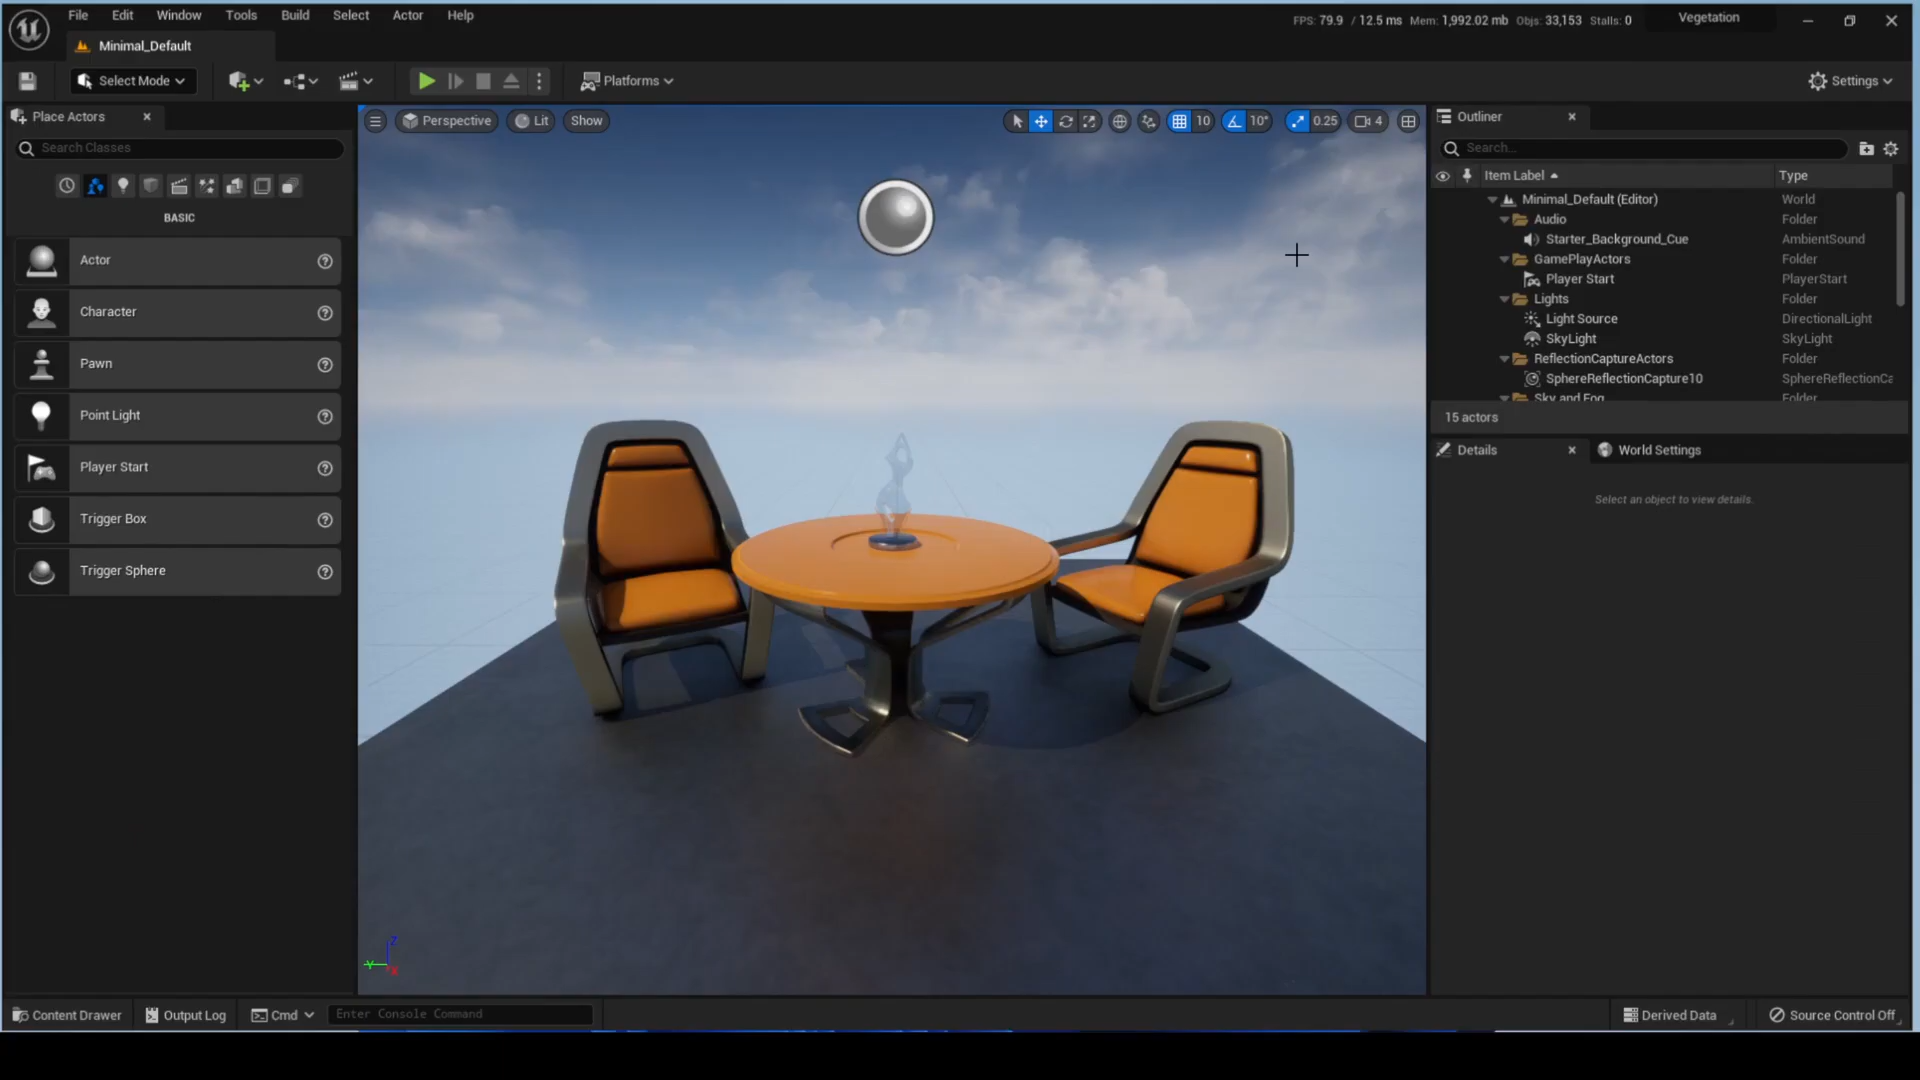 File Edit Window Tools Build Select Actor Help
FPS: 79.9 / 12.5 ms Mem: 1,992.02 mb Objs: 33,153 Stalls: 0
Vegetation
Minimal_Default
Select Mode
Platforms
Settings
Place Actors
Search Classes
BASIC
Actor
Character
Pawn
Point Light
Player Start
Trigger Box
Trigger Sphere
Perspective Lit Show
10 10° 0.25 4
Outliner
Search...
Item Label Type
Minimal_Default (Editor) World
Audio Folder
Starter_Background_Cue AmbientSound
GamePlayActors Folder
Player Start PlayerStart
Lights Folder
Light Source DirectionalLight
SkyLight SkyLight
ReflectionCaptureActors Folder
SphereReflectionCapture10 SphereReflectionCa
Sky and Fog Folder
15 actors
Details World Settings
Select an object to view details.
Z
Y
X
Content Drawer Output Log Cmd Enter Console Command
Derived Data Source Control Off